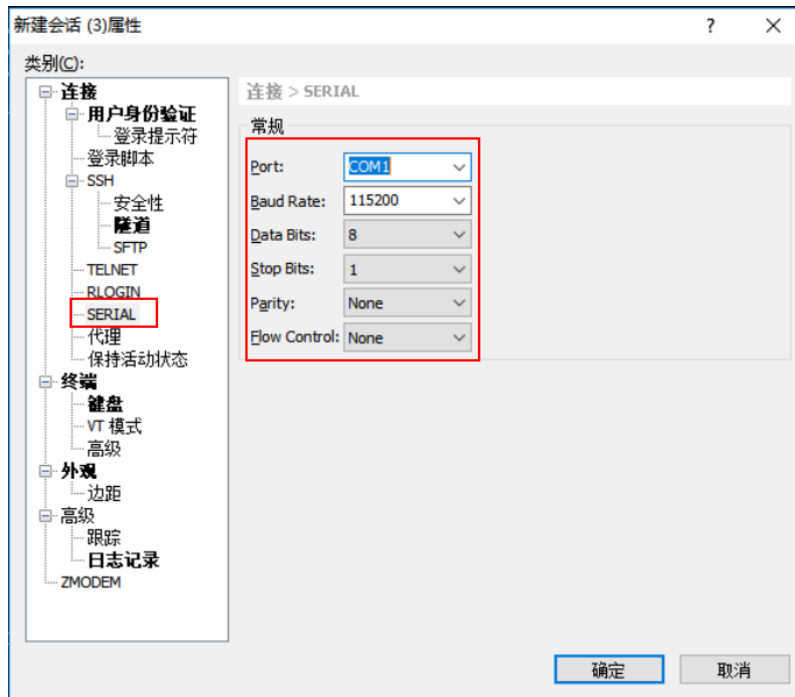 新建会话 (3)属性
?
类别(C):
连接
用户身份验证
登录提示符
登录脚本
SSH
安全性
隧道
SFTP
TELNET
RLOGIN
SERIAL
代理
保持活动状态
终端
键盘
VT 模式
高级
外观
边距
高级
跟踪
日志记录
ZMODEM
连接 > SERIAL
常规
Port: COM1
Baud Rate: 115200
Data Bits: 8
Stop Bits: 1
Parity: None
Flow Control: None
确定
取消